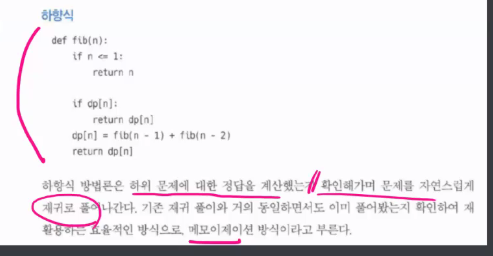 하향식
def fib(n):
if n <= 1:
return n
if dp[n]:
return dp[n]
dp[n] = fib(n - 1) + fib(n - 2)
return dp[n]
하향식 방법론은 하위 문제에 대한 정답을 계산했는지 확인해가며 문제를 자연스럽게
재귀로 풀어나간다. 기존 재귀 풀이와 거의 동일하면서도 이미 풀어봤는지 확인하여 재
활용하는 효율적인 방식으로, 메모이제이션 방식이라고 부른다.